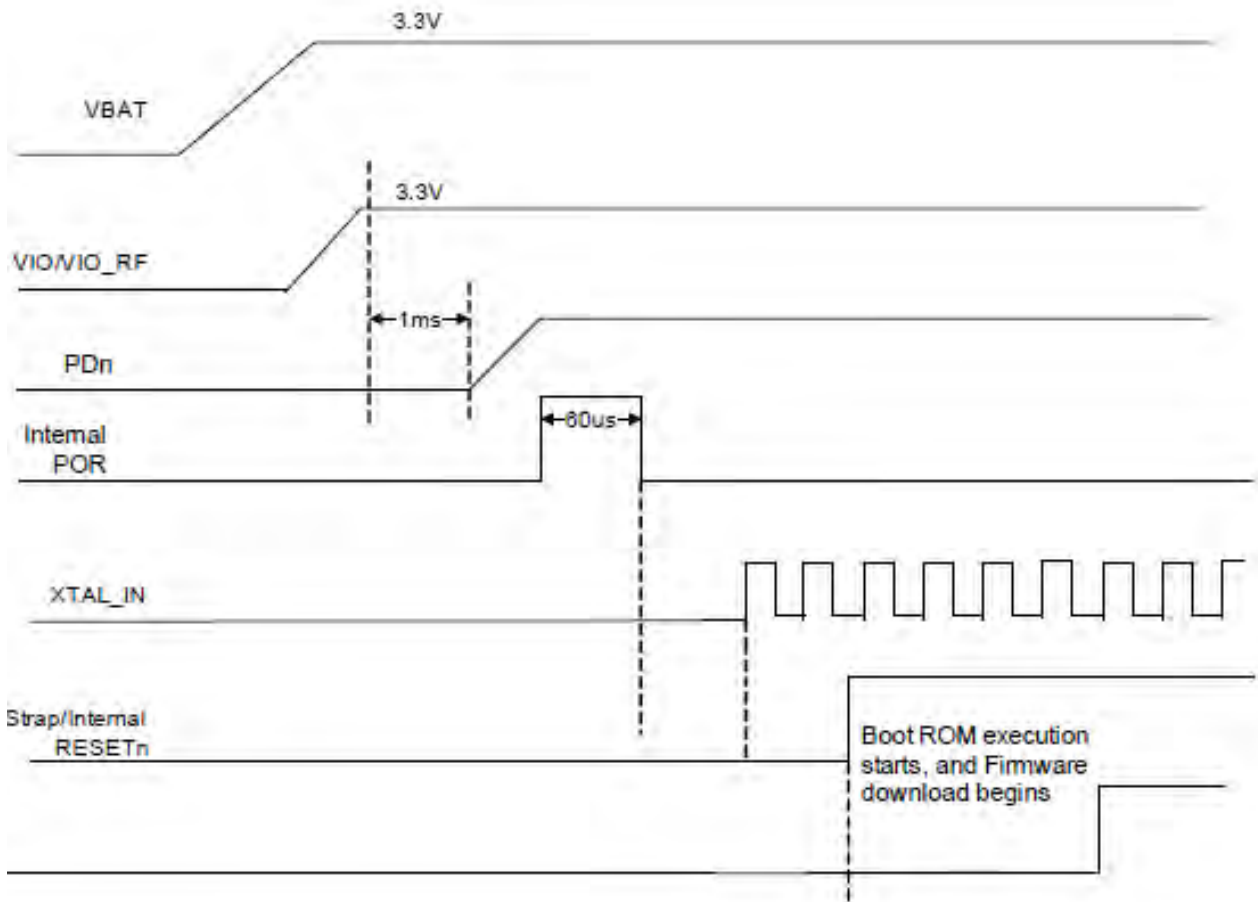 3.3V
VBAT
3.3V
VIO/VIO_RF
1ms
PDn
60us
Internal
POR
XTAL_IN
Strap/Internal
RESETn
Boot ROM execution
starts, and Firmware
download begins